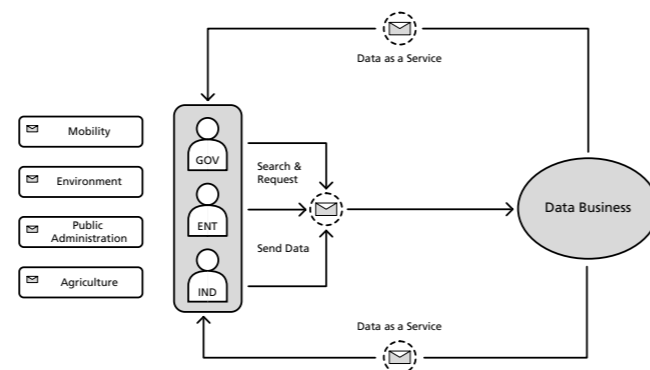 Data as a Service
Mobility
Environment
Public
Administration
Agriculture
GOV
ENT
IND
Search &
Request
Send Data
Data Business
Data as a Service